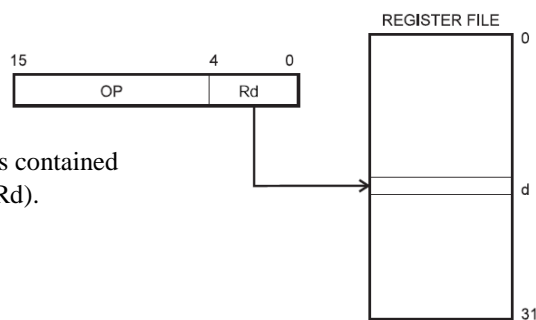 REGISTER FILE
0
15 4 0
OP Rd
s contained
Rd).
d
31